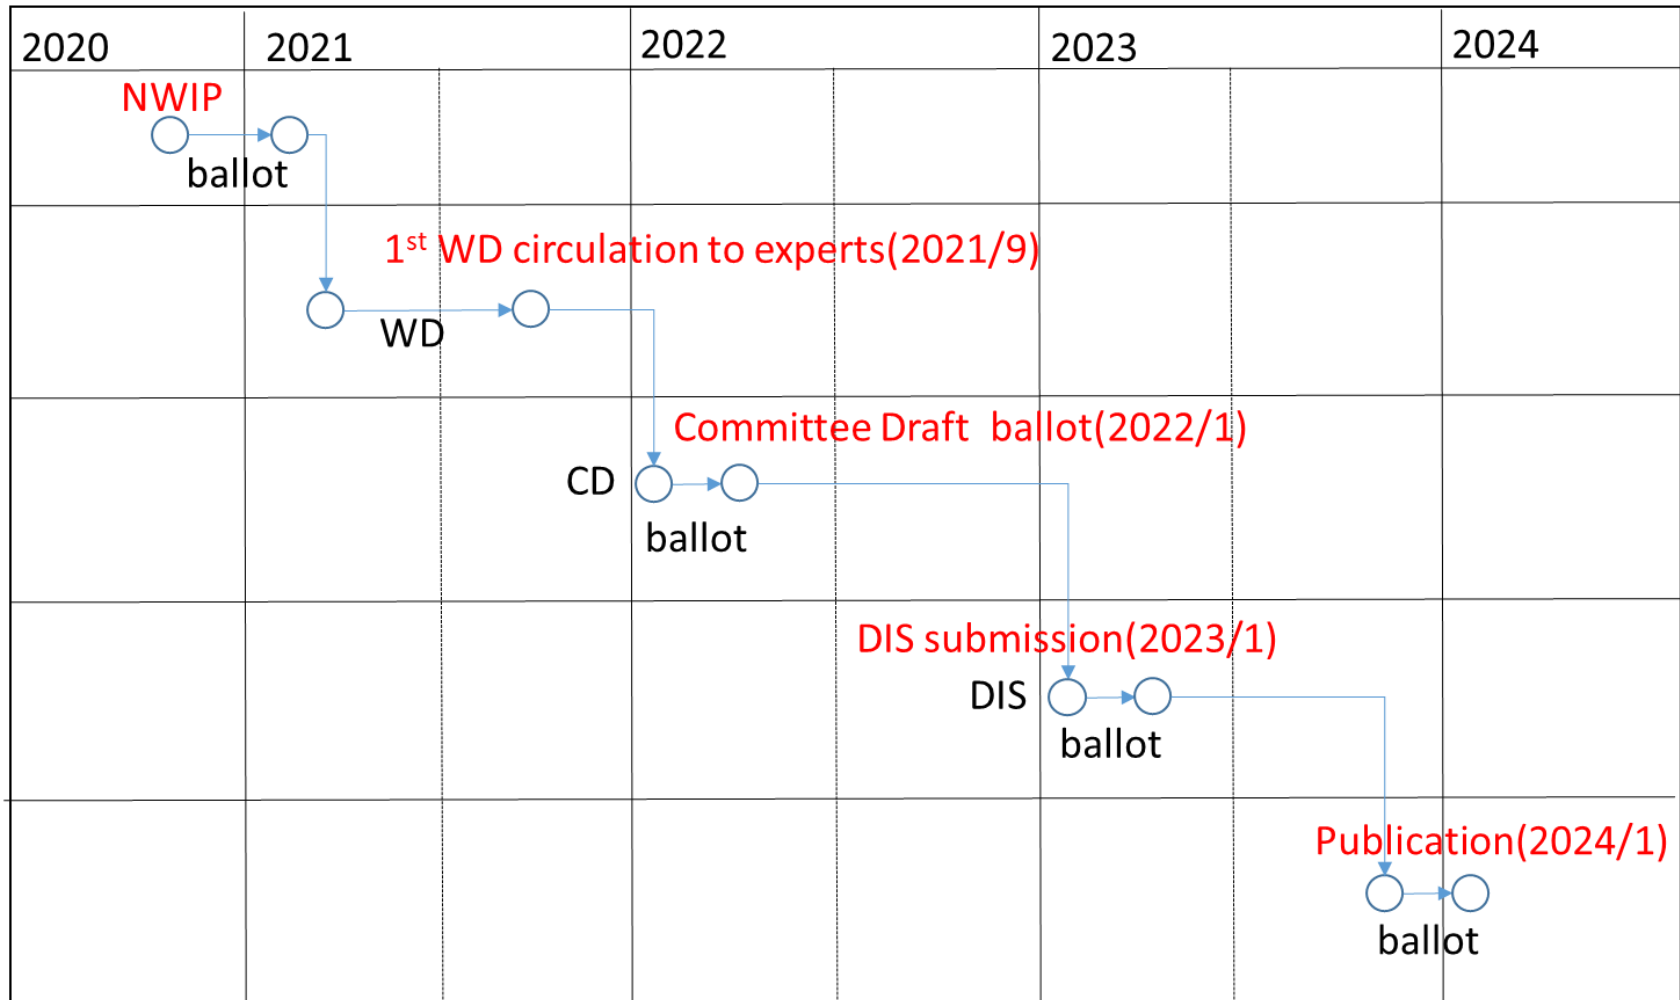 2020 2021 2022 2023 2024
NWIP
ballot
1st WD circulation to experts(2021/9)
WD
Committee Draft ballot(2022/1)
CD
ballot
DIS submission(2023/1)
DIS
ballot
Publication(2024/1)
ballot